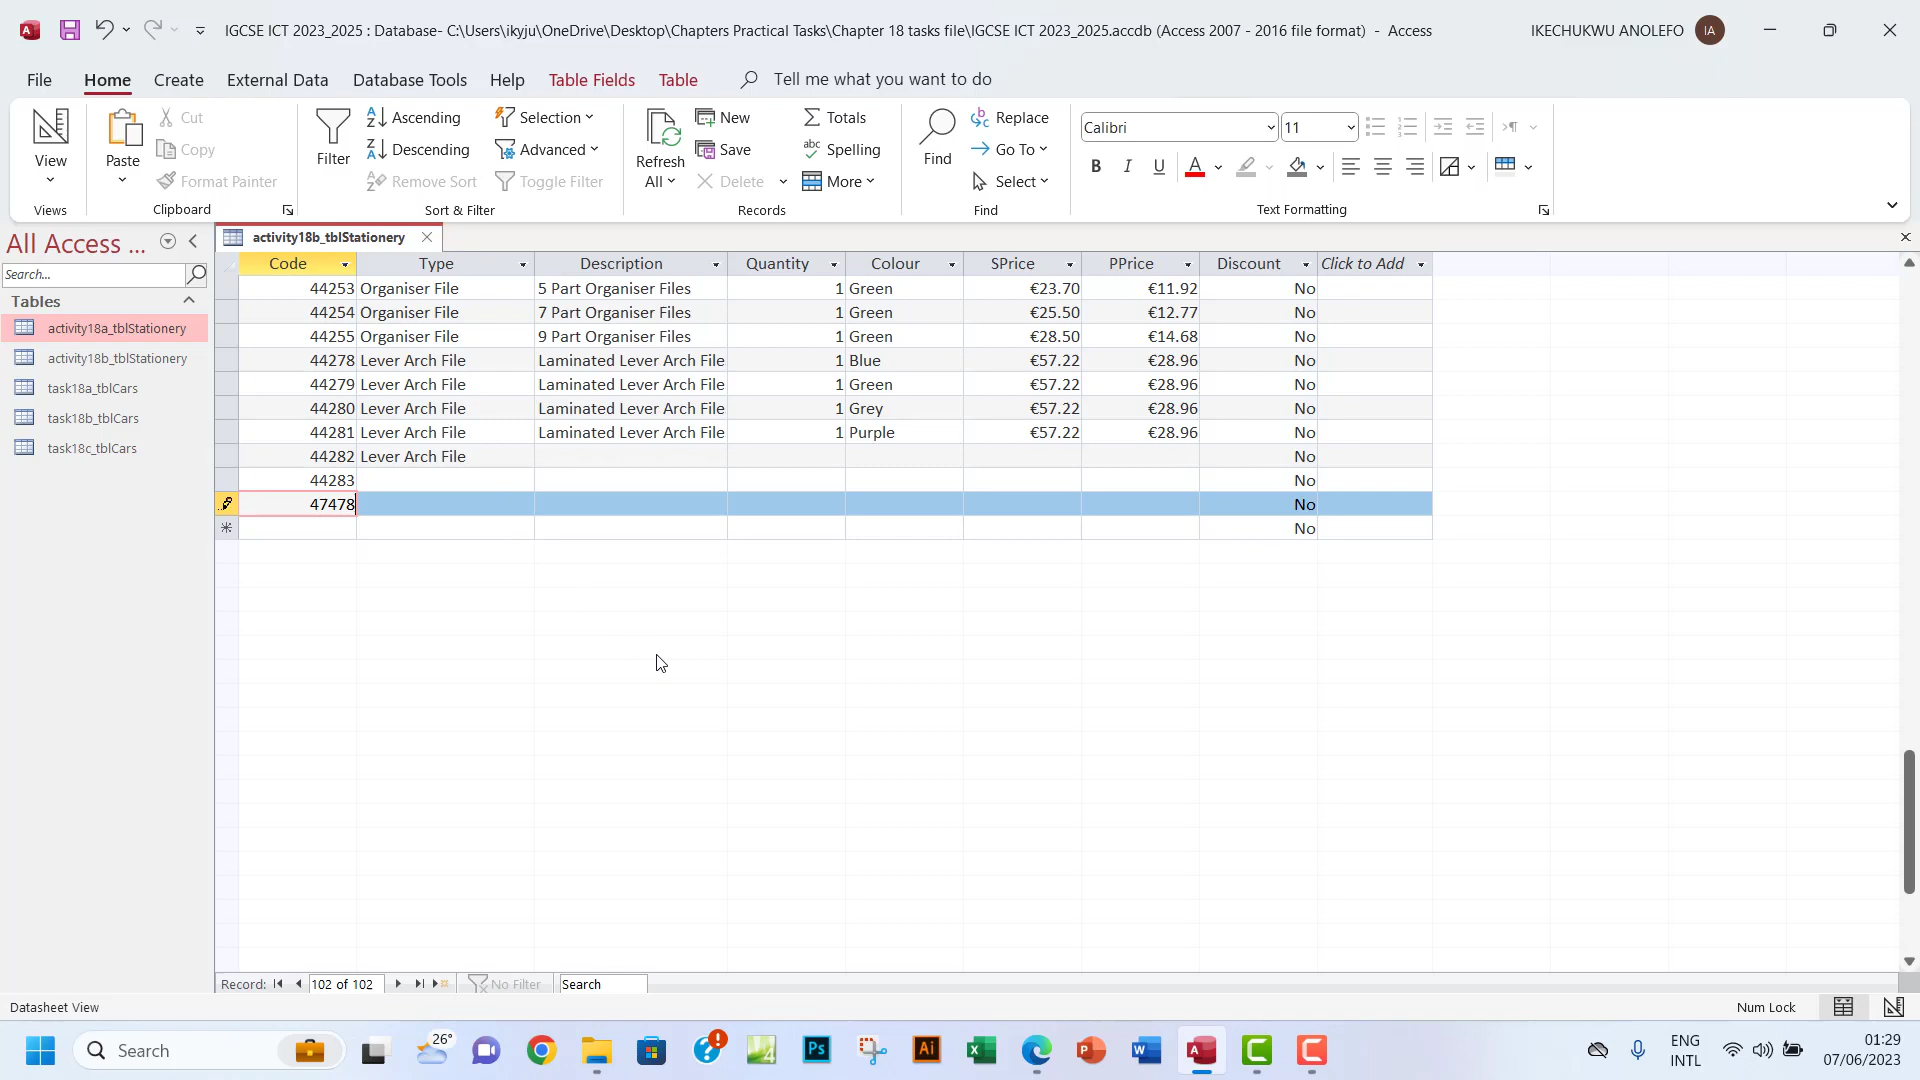 IGCSE ICT 2023_2025 : Database- C:\Users\ikyju\OneDrive\Desktop\Chapters Practical Tasks\Chapter 18 tasks file\IGCSE ICT 2023_2025.accdb (Access 2007 - 2016 file format) - Access
IKECHUKWU ANOLEFO IA
File Home Create External Data Database Tools Help Table Fields Table Tell me what you want to do
View
Views
Paste
Cut
Copy
Format Painter
Clipboard
Filter
Ascending
Descending
Remove Sort
Selection
Advanced
Toggle Filter
Sort & Filter
Refresh
All
New
Save
Delete
Totals
Spelling
More
Records
Find
Replace
Go To
Select
Find
Calibri 11
B I U A
Text Formatting
All Access ...
Search...
Tables
activity18a_tblStationery
activity18b_tblStationery
task18a_tblCars
task18b_tblCars
task18c_tblCars
activity18b_tblStationery
Code Type Description Quantity Colour SPrice PPrice Discount Click to Add
44253 Organiser File 5 Part Organiser Files 1 Green €23.70 €11.92 No
44254 Organiser File 7 Part Organiser Files 1 Green €25.50 €12.77 No
44255 Organiser File 9 Part Organiser Files 1 Green €28.50 €14.68 No
44278 Lever Arch File Laminated Lever Arch File 1 Blue €57.22 €28.96 No
44279 Lever Arch File Laminated Lever Arch File 1 Green €57.22 €28.96 No
44280 Lever Arch File Laminated Lever Arch File 1 Grey €57.22 €28.96 No
44281 Lever Arch File Laminated Lever Arch File 1 Purple €57.22 €28.96 No
44282 Lever Arch File No
44283 No
47478 No
No
Record: 102 of 102 No Filter Search
Datasheet View
Num Lock
Search
26°
ENG
INTL
01:29
07/06/2023